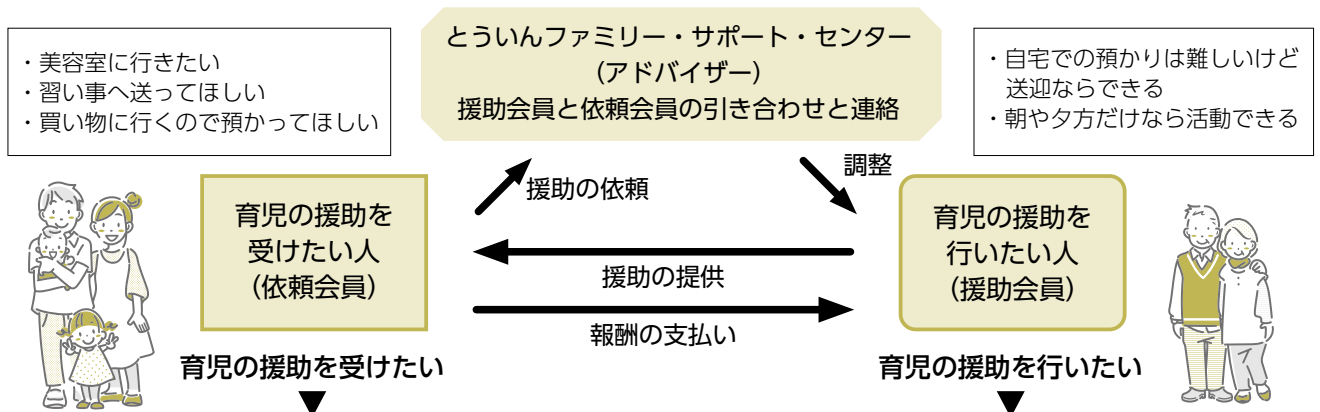 とういんファミリー・サポート・センター
(アドバイザー)
援助会員と依頼会員の引き合わせと連絡
・美容室に行きたい
・習い事へ送ってほしい
・買い物に行くので預かってほしい
・自宅での預かりは難しいけど
送迎ならできる
・朝や夕方だけなら活動できる
援助の依頼
調整
育児の援助を
受けたい人
(依頼会員)
援助の提供
報酬の支払い
育児の援助を
行いたい人
(援助会員)
育児の援助を受けたい
育児の援助を行いたい